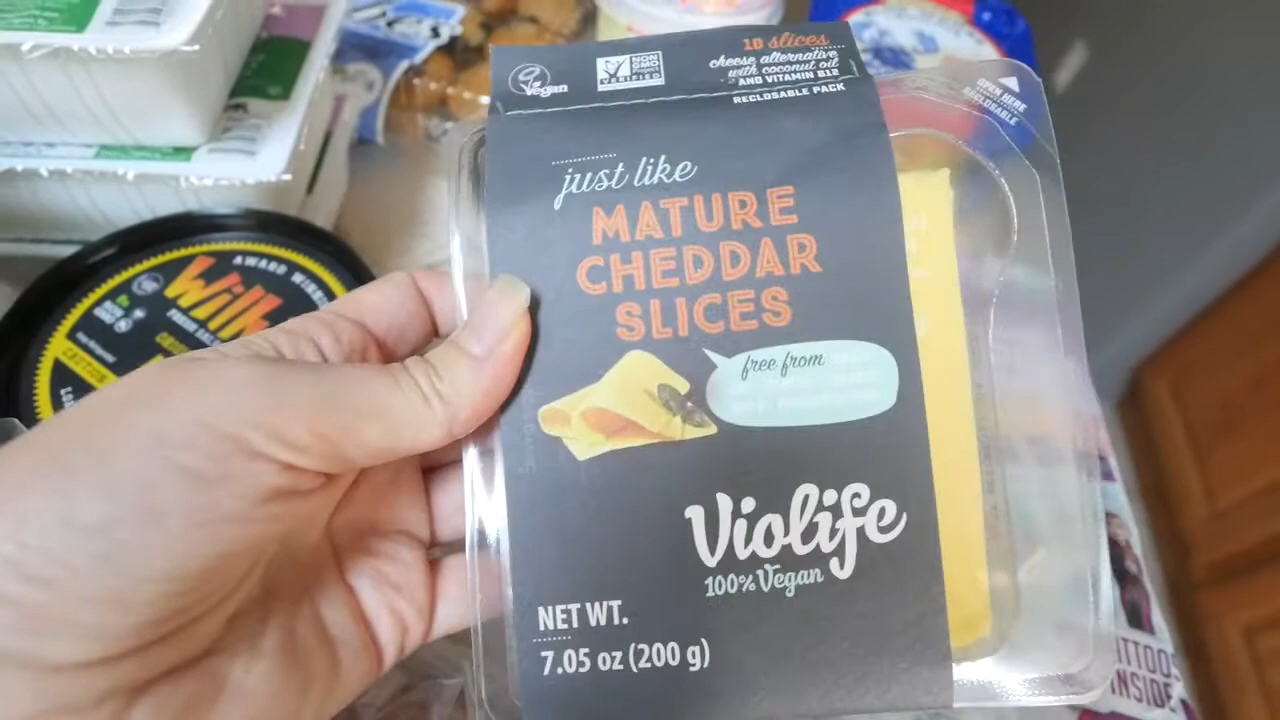 10 slices
cheese alternative
with coconut oil
AND VITAMIN B12
RECLOSABLE PACK
Vegan
NON
GMO
Project
VERIFIED
OPEN HERE
RECLOSABLE
just like
MATURE
CHEDDAR
SLICES
free from
Violife
100% Vegan
NET WT.
7.05 oz (200 g)
AWARD
CAUTION
TATTOOS
INSIDE